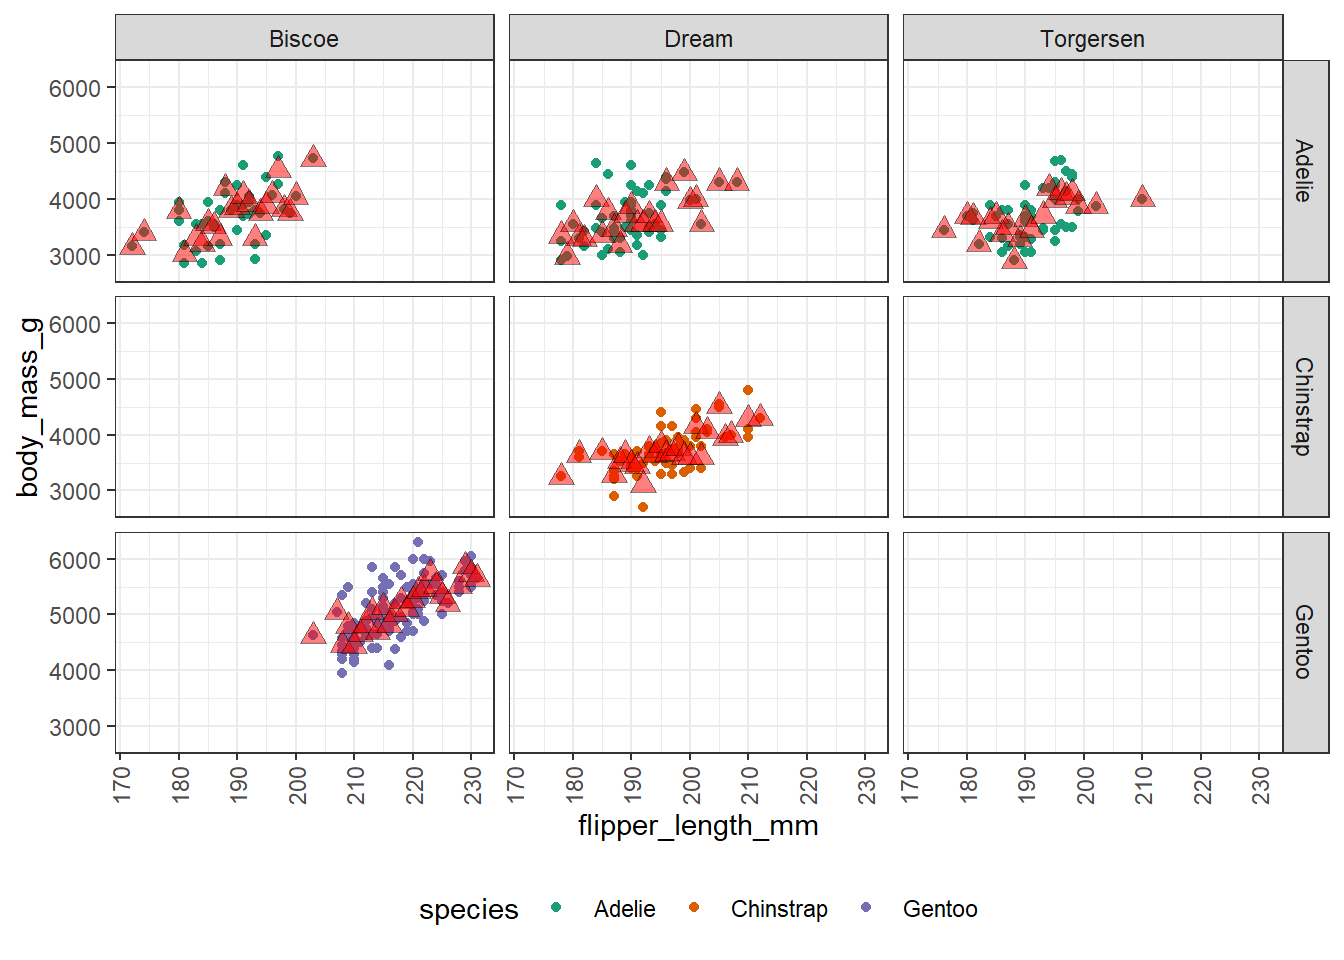 Biscoe Dream Torgersen
6000
5000
4000
3000
Adelie
6000
5000
4000
3000
Chinstrap
6000
5000
4000
3000
Gentoo
body_mass_g
170 180 190 200 210 220 230 170 180 190 200 210 220 230 170 180 190 200 210 220 230
flipper_length_mm
species Adelie Chinstrap Gentoo